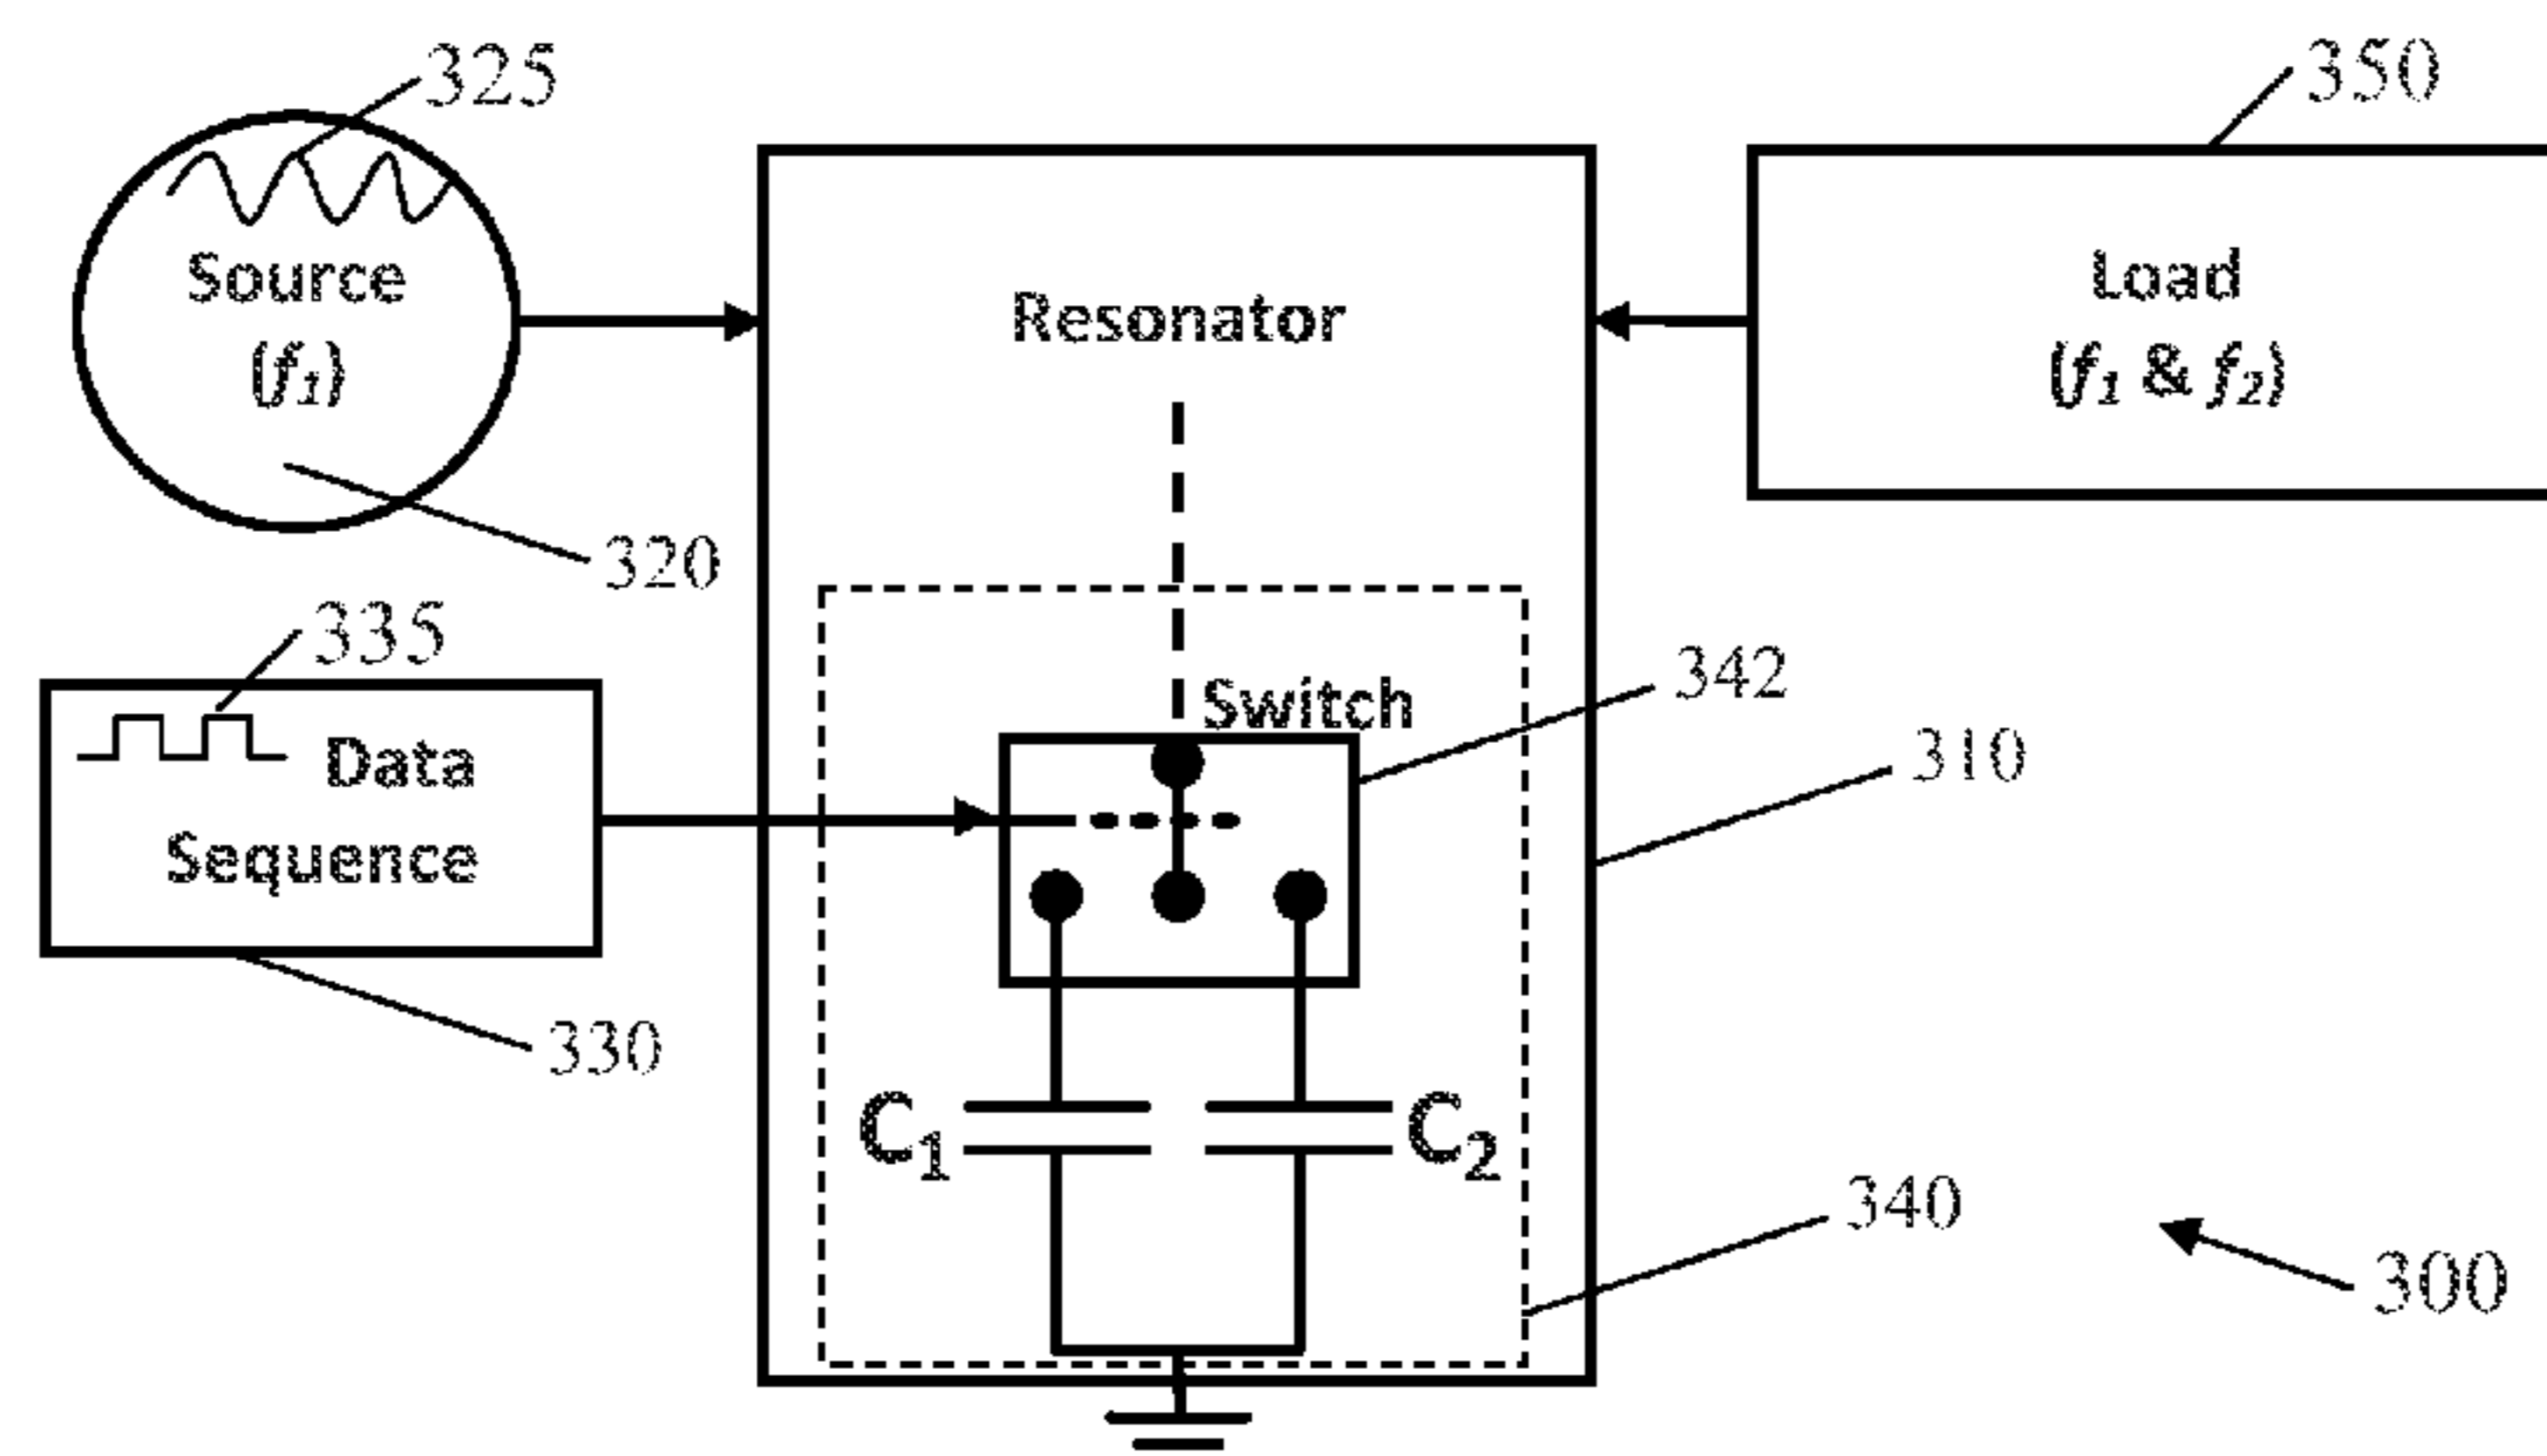 325
350
Source
(f1)
Resonator
Load
(f1 & f2)
320
335
Switch
342
Data
Sequence
310
330
C1
C2
340
300